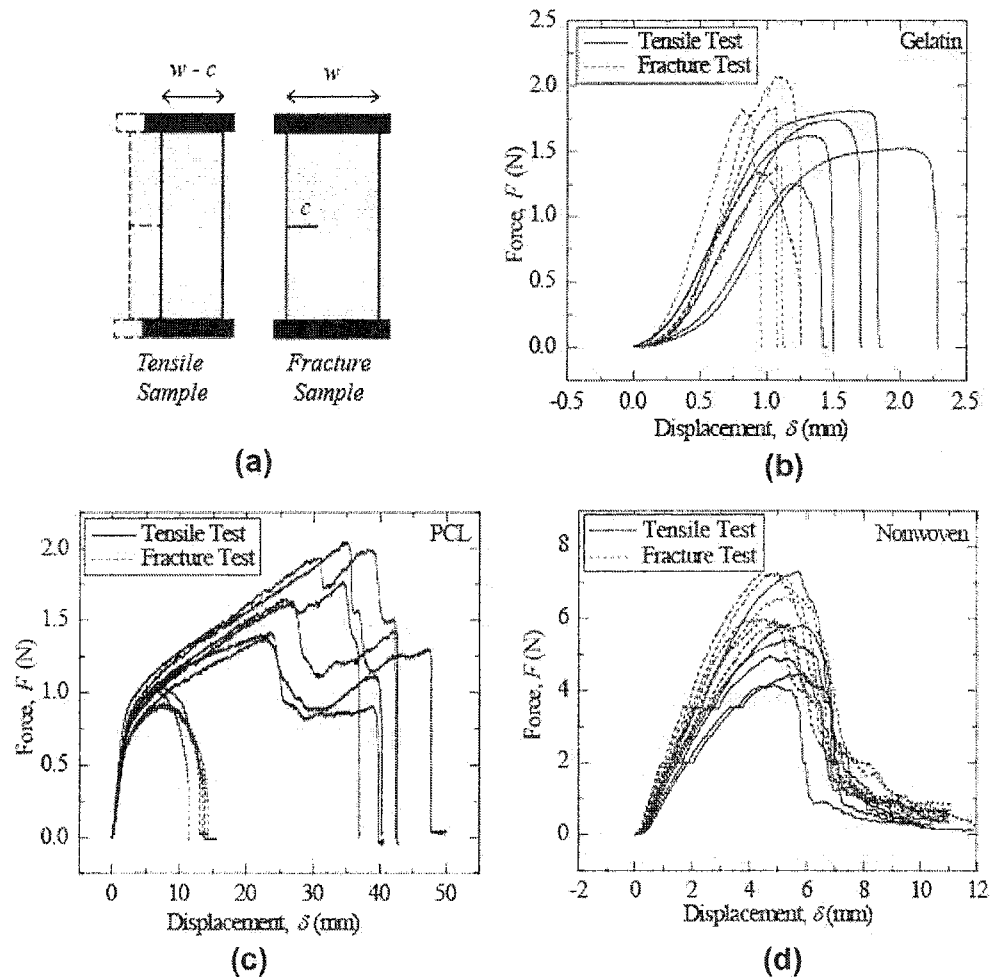 w - c
w
c
Tensile
Sample
Fracture
Sample
(a)
Tensile Test
Fracture Test
Gelatin
Force, F (N)
2.5
2.0
1.5
1.0
0.5
0.0
-0.5 0.0 0.5 1.0 1.5 2.0 2.5
Displacement, δ (mm)
(b)
Tensile Test
Fracture Test
PCL
Force, F (N)
2.0
1.5
1.0
0.5
0.0
0 10 20 30 40 50
Displacement, δ (mm)
(c)
Tensile Test
Fracture Test
Nonwoven
Force, F (N)
8
6
4
2
0
-2 0 2 4 6 8 10 12
Displacement, δ (mm)
(d)